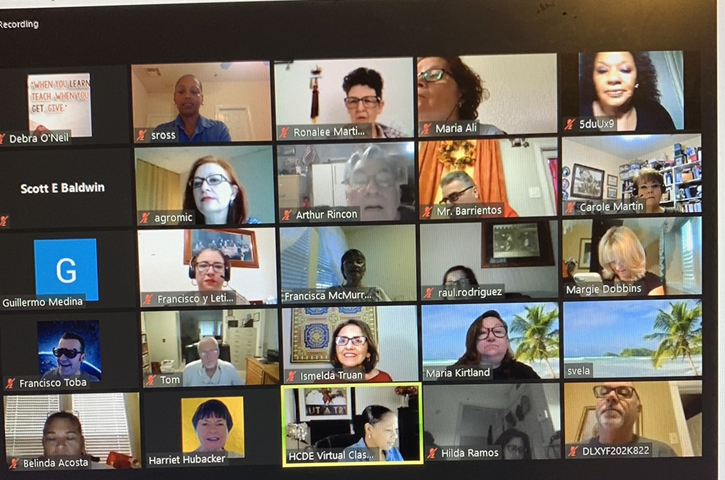 Recording
"WHEN YOU LEARN
TEACH. WHEN YOU
GET GIVE."
Debra O'Neil
sross
Ronalee Marti...
Maria Ali
5duUx9
Scott E Baldwin
agromic
Arthur Rincon
Mr. Barrientos
Carole Martin
G
Guillermo Medina
Francisco y Leti...
Francisca McMurr...
raul.rodriguez
Margie Dobbins
Francisco Toba
Tom
Ismelda Truan
Maria Kirtland
svela
Belinda Acosta
Harriet Hubacker
UT A TR
HCDE Virtual Clas...
Hilda Ramos
DLXYF202K822